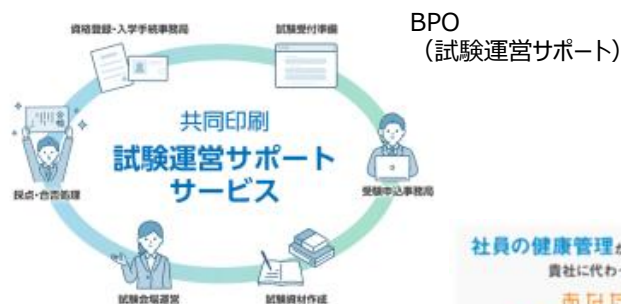 BPO
（試験運営サポート）
資格登録・入学手続事務局
試験受付準備
共同印刷
試験運営サポート
サービス
採点・合否処理
受験申込事務局
試験会場運営
試験資材作成
社員の健康管理
貴社に代わ